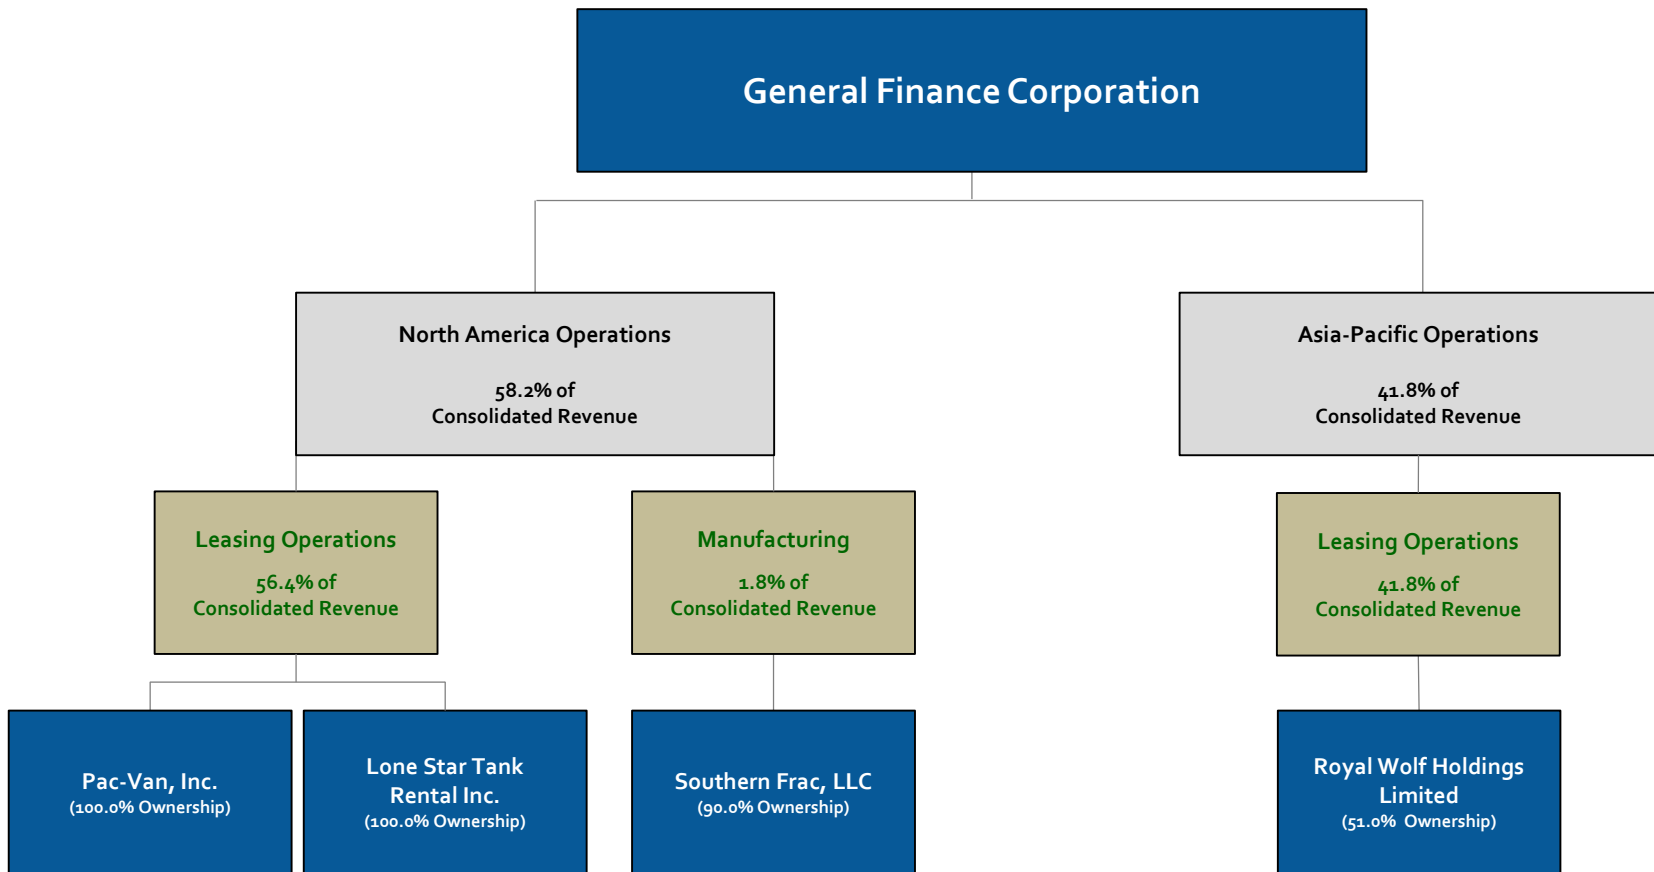 General Finance Corporation
North America Operations
58.2% of
Consolidated Revenue
Asia-Pacific Operations
41.8% of
Consolidated Revenue
Leasing Operations
56.4% of
Consolidated Revenue
Manufacturing
1.8% of
Consolidated Revenue
Leasing Operations
41.8% of
Consolidated Revenue
Pac-Van, Inc.
(100.0% Ownership)
Lone Star Tank
Rental Inc.
(100.0% Ownership)
Southern Frac, LLC
(90.0% Ownership)
Royal Wolf Holdings
Limited
(51.0% Ownership)